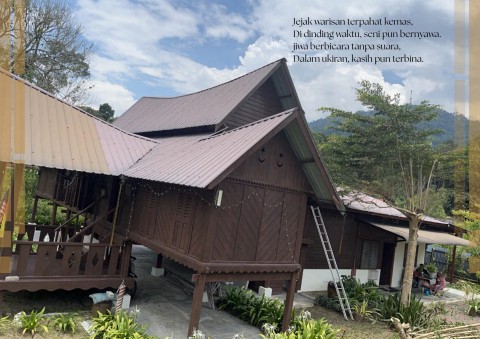 Jejak warisan terpahat kemas,
Di dinding waktu, seni pun bernyawa.
jiwa berbicara tanpa suara,
Dalam ukiran, kasih pun terbina.